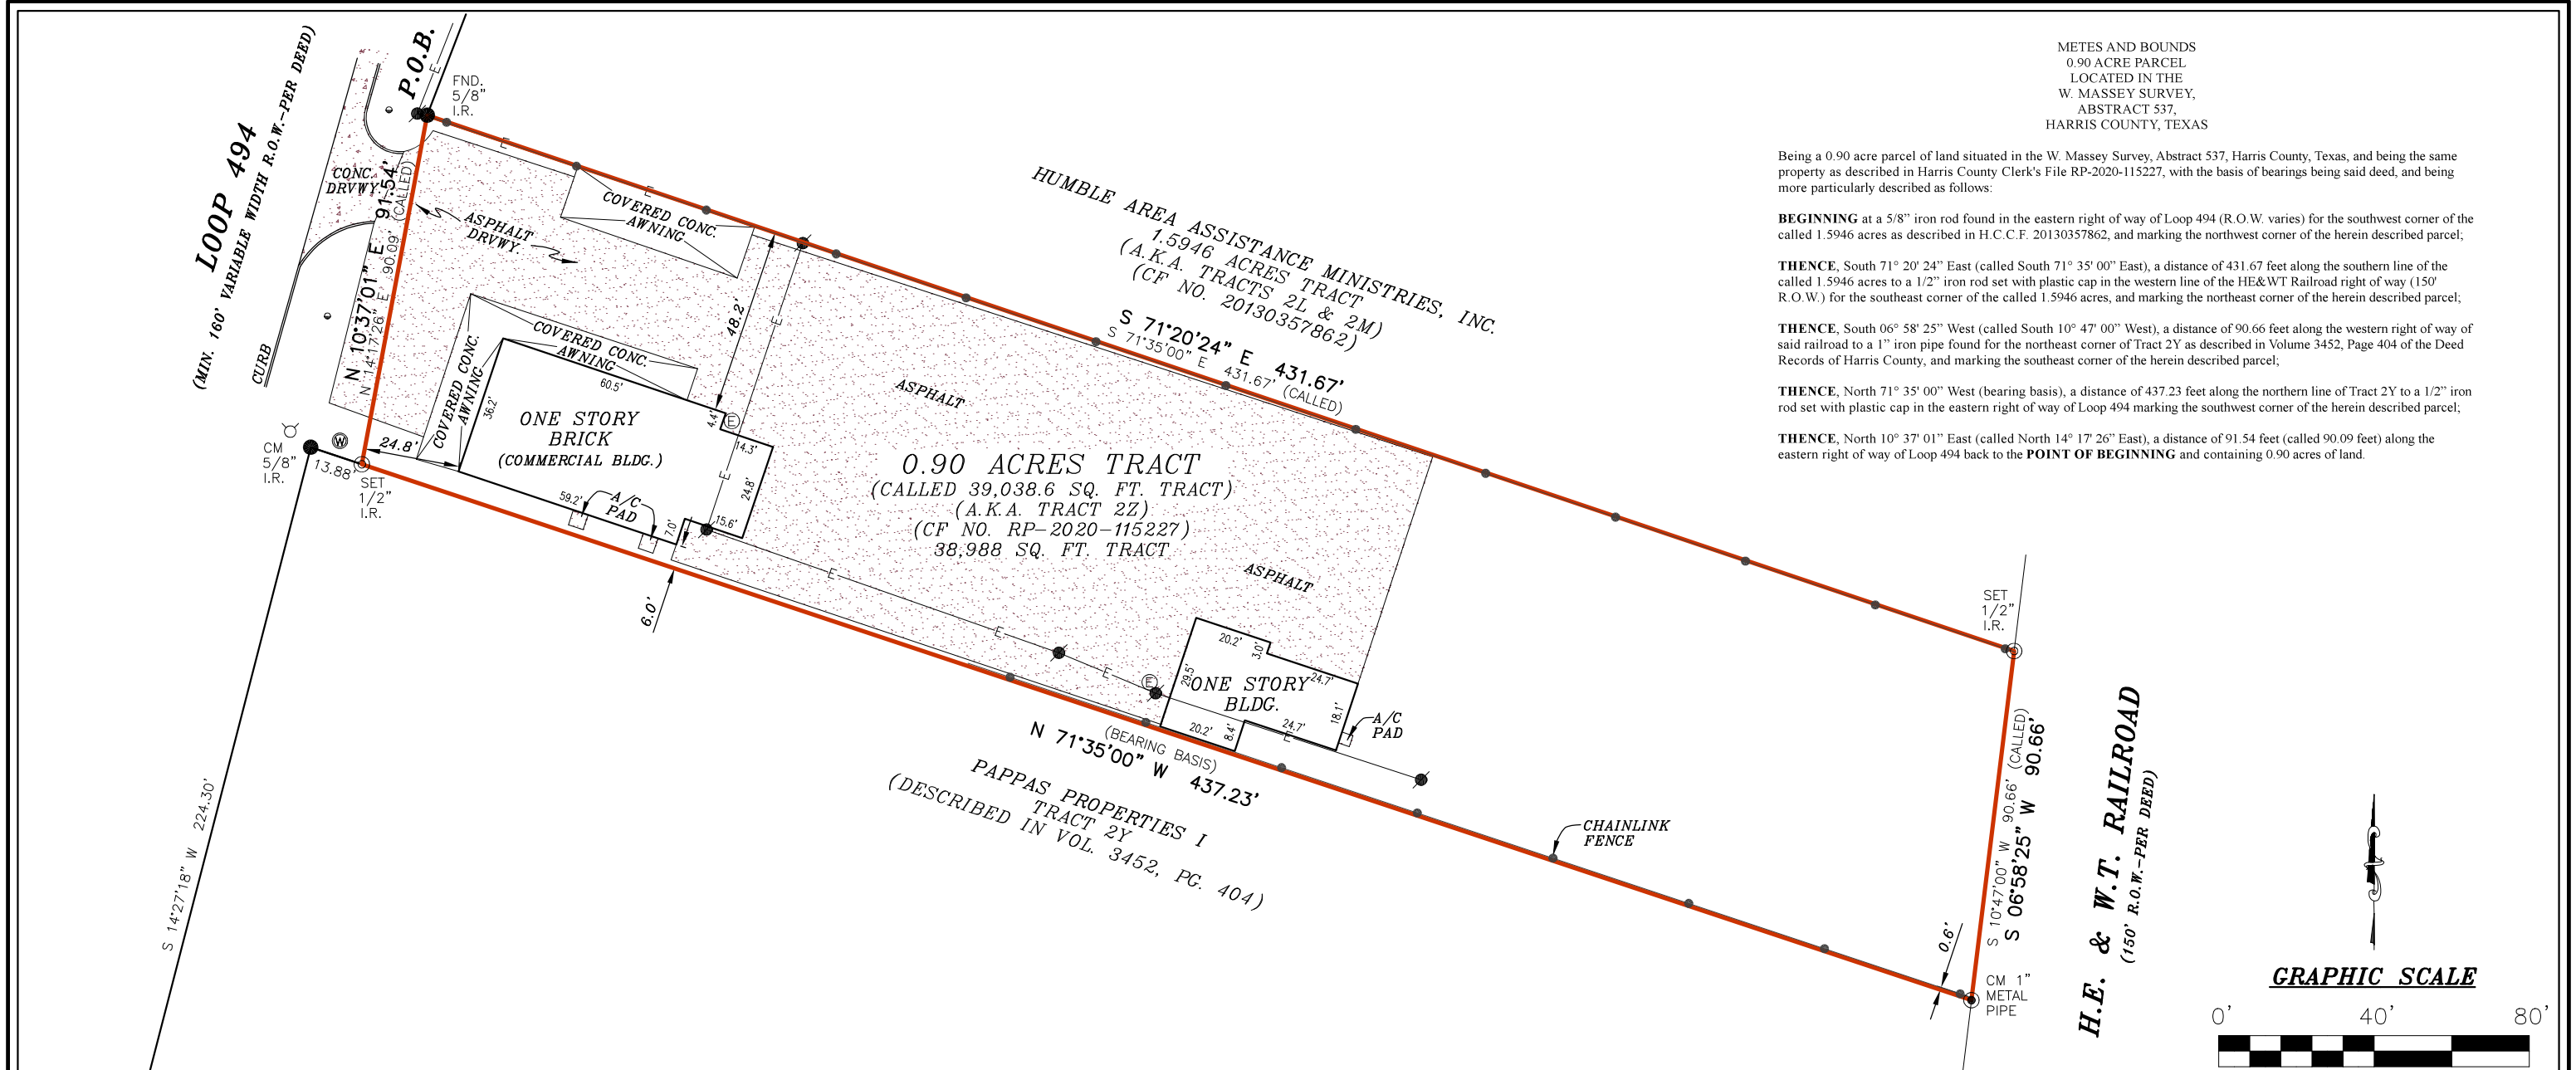 METES AND BOUNDS
0.90 ACRE PARCEL
LOCATED IN THE
W. MASSEY SURVEY,
ABSTRACT 537,
HARRIS COUNTY, TEXAS
Being a 0.90 acre parcel of land situated in the W. Massey Survey, Abstract 537, Harris County, Texas, and being the same
property as described in Harris County Clerk's File RP-2020-115227, with the basis of bearings being said deed, and being
more particularly described as follows:
BEGINNING at a 5/8” iron rod found in the eastern right of way of Loop 494 (R.O.W. varies) for the southwest corner of the
called 1.5946 acres as described in H.C.C.F. 20130357862, and marking the northwest corner of the herein described parcel;
THENCE, South 71° 20' 24” East (called South 71° 35' 00” East), a distance of 431.67 feet along the southern line of the
called 1.5946 acres to a 1/2” iron rod set with plastic cap in the western line of the HE&WT Railroad right of way (150'
R.O.W.) for the southeast corner of the called 1.5946 acres, and marking the northeast corner of the herein described parcel;
THENCE, South 06° 58' 25” West (called South 10° 47' 00” West), a distance of 90.66 feet along the western right of way of
said railroad to a 1” iron pipe found for the northeast corner of Tract 2Y as described in Volume 3452, Page 404 of the Deed
Records of Harris County, and marking the southeast corner of the herein described parcel;
THENCE, North 71° 35' 00” West (bearing basis), a distance of 437.23 feet along the northern line of Tract 2Y to a 1/2” iron
rod set with plastic cap in the eastern right of way of Loop 494 marking the southwest corner of the herein described parcel;
THENCE, North 10° 37' 01” East (called North 14° 17' 26” East), a distance of 91.54 feet (called 90.09 feet) along the
eastern right of way of Loop 494 back to the POINT OF BEGINNING and containing 0.90 acres of land.
LOOP 494
(MIN. 160' VARIABLE WIDTH R.O.W.-PER DEED)
P.O.B.
E
FND.
5/8"
I.R.
CONC.
DRVWY.
CURB
N 10°37'01" E 91.54'
N 14°17'26" E 90.09' (CALLED)
ASPHALT
DRVWY.
E
E
COVERED CONC.
AWNING
48.2'
E
COVERED CONC.
AWNING
COVERED CONC.
AWNING
60.5'
36.2'
4.4'
E
14.3'
E
24.8'
15.6'
7.0'
E
59.2'
24.8'
ONE STORY
BRICK
(COMMERCIAL BLDG.)
A/C
PAD
W
CM
5/8"
I.R.
13.88'
SET
1/2"
I.R.
S 14°27'18" W 224.30'
6.0'
HUMBLE AREA ASSISTANCE MINISTRIES, INC.
1.5946 ACRES TRACT
(A.K.A. TRACTS 2L & 2M)
(CF NO. 20130357862)
S 71°20'24" E 431.67'
S 71°35'00" E 431.67' (CALLED)
ASPHALT
0.90 ACRES TRACT
(CALLED 39,038.6 SQ. FT. TRACT)
(A.K.A. TRACT 2Z)
(CF NO. RP-2020-115227)
38,988 SQ. FT. TRACT
ASPHALT
E
E
E
E
20.2'
3.0'
24.7'
29.5'
18.1'
ONE STORY
BLDG.
20.2'
8.4'
24.7'
E
A/C
PAD
(BEARING BASIS)
N 71°35'00" W 437.23'
PAPPAS PROPERTIES I
TRACT 2Y
(DESCRIBED IN VOL. 3452, PG. 404)
CHAINLINK
FENCE
SET
1/2"
I.R.
S 10°47'00" W 90.66' (CALLED)
S 06°58'25" W 90.66'
0.6'
CM 1"
METAL
PIPE
H.E. & W.T. RAILROAD
(150' R.O.W.-PER DEED)
GRAPHIC SCALE
0' 40' 80'